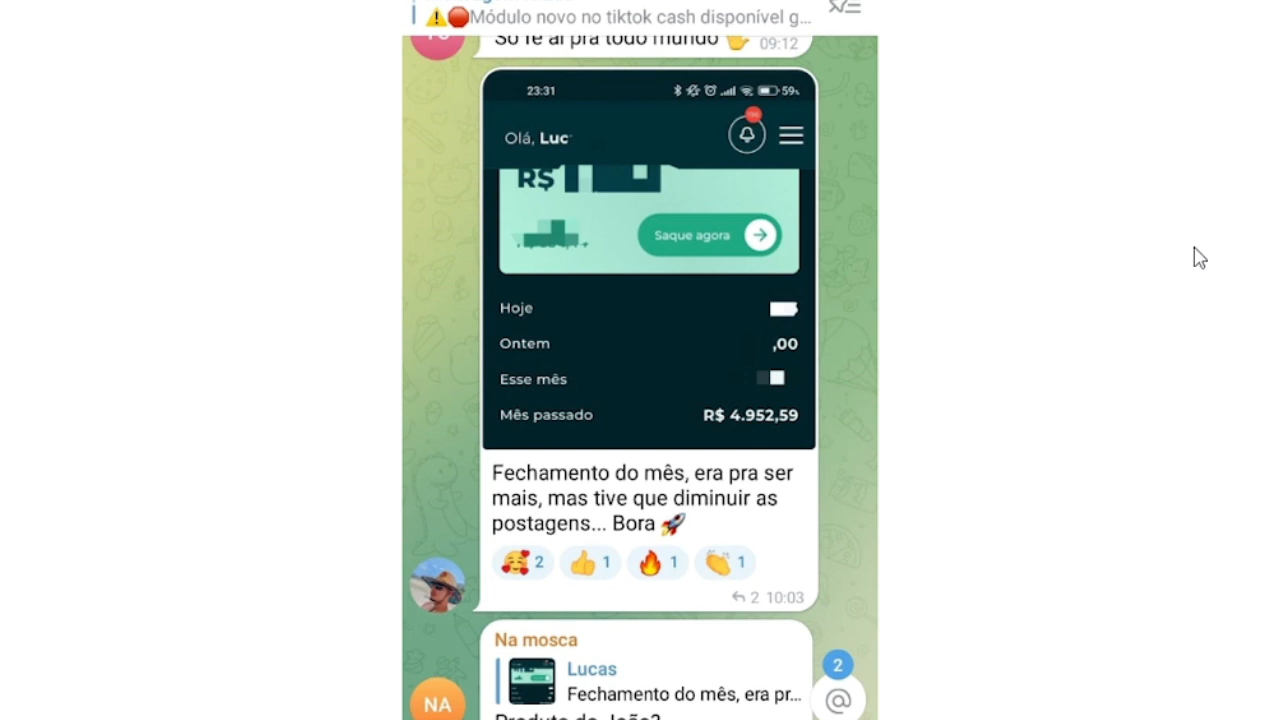 ⚠️🛑Módulo novo no tiktok cash disponível g...
Só fé aí pra todo mundo 🤚 09:12
23:31 59%
Olá, Luc
R$
Saque agora
Hoje
Ontem ,00
Esse mês
Mês passado R$ 4.952,59
Fechamento do mês, era pra ser
mais, mas tive que diminuir as
postagens... Bora 🚀
🥰 2 👍 1 🔥 1 👏 1
2 10:03
Na mosca
2
Lucas
Fechamento do mês, era pr...
NA @
Produto do João?